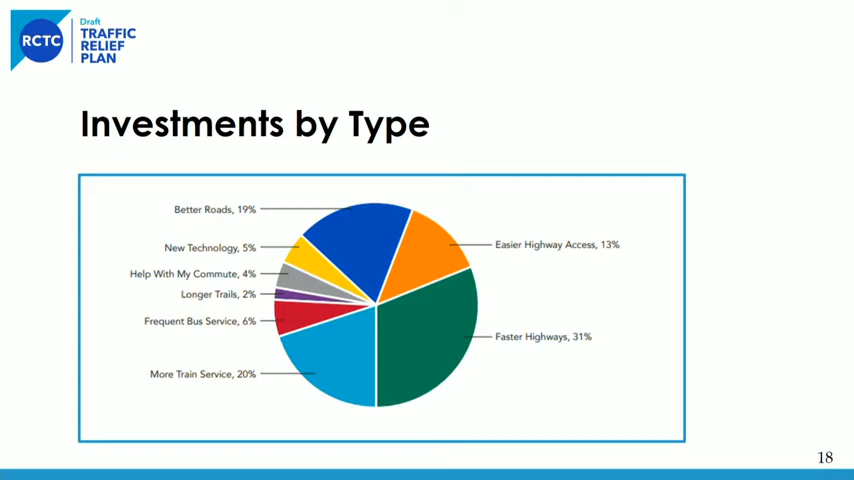 Draft
RCTC
TRAFFIC
RELIEF
PLAN
Investments by Type
Better Roads, 19%
New Technology, 5%
Help With My Commute, 4%
Longer Trails, 2%
Frequent Bus Service, 6%
More Train Service, 20%
Easier Highway Access, 13%
Faster Highways, 31%
18